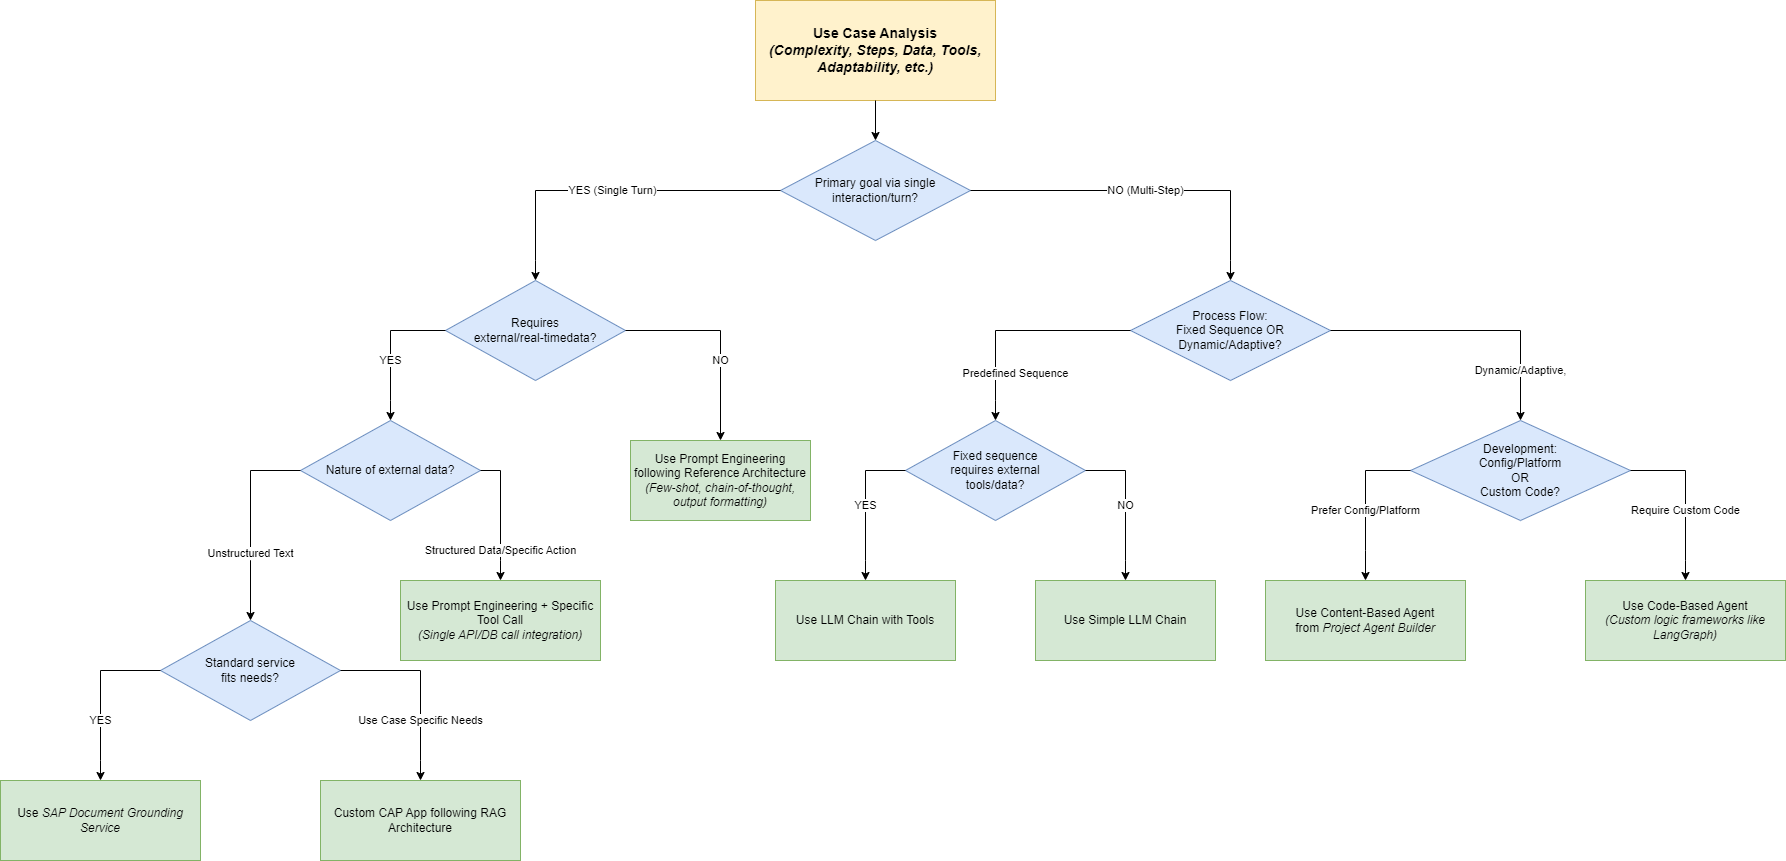 Use Case Analysis
(Complexity, Steps, Data, Tools,
Adaptability, etc.)
Primary goal via single
interaction/turn?
YES (Single Turn)
NO (Multi-Step)
Requires
external/real-timedata?
Process Flow:
Fixed Sequence OR
Dynamic/Adaptive?
YES
NO
Predefined Sequence
Dynamic/Adaptive,
Nature of external data?
Use Prompt Engineering
following Reference Architecture
(Few-shot, chain-of-thought,
output formatting)
Fixed sequence
requires external
tools/data?
Development:
Config/Platform
OR
Custom Code?
YES
NO
Prefer Config/Platform
Require Custom Code
Unstructured Text
Structured Data/Specific Action
Use Prompt Engineering + Specific
Tool Call
(Single API/DB call integration)
Use LLM Chain with Tools
Use Simple LLM Chain
Use Content-Based Agent
from Project Agent Builder
Use Code-Based Agent
(Custom logic frameworks like
LangGraph)
Standard service
fits needs?
YES
Use Case Specific Needs
Use SAP Document Grounding
Service
Custom CAP App following RAG
Architecture